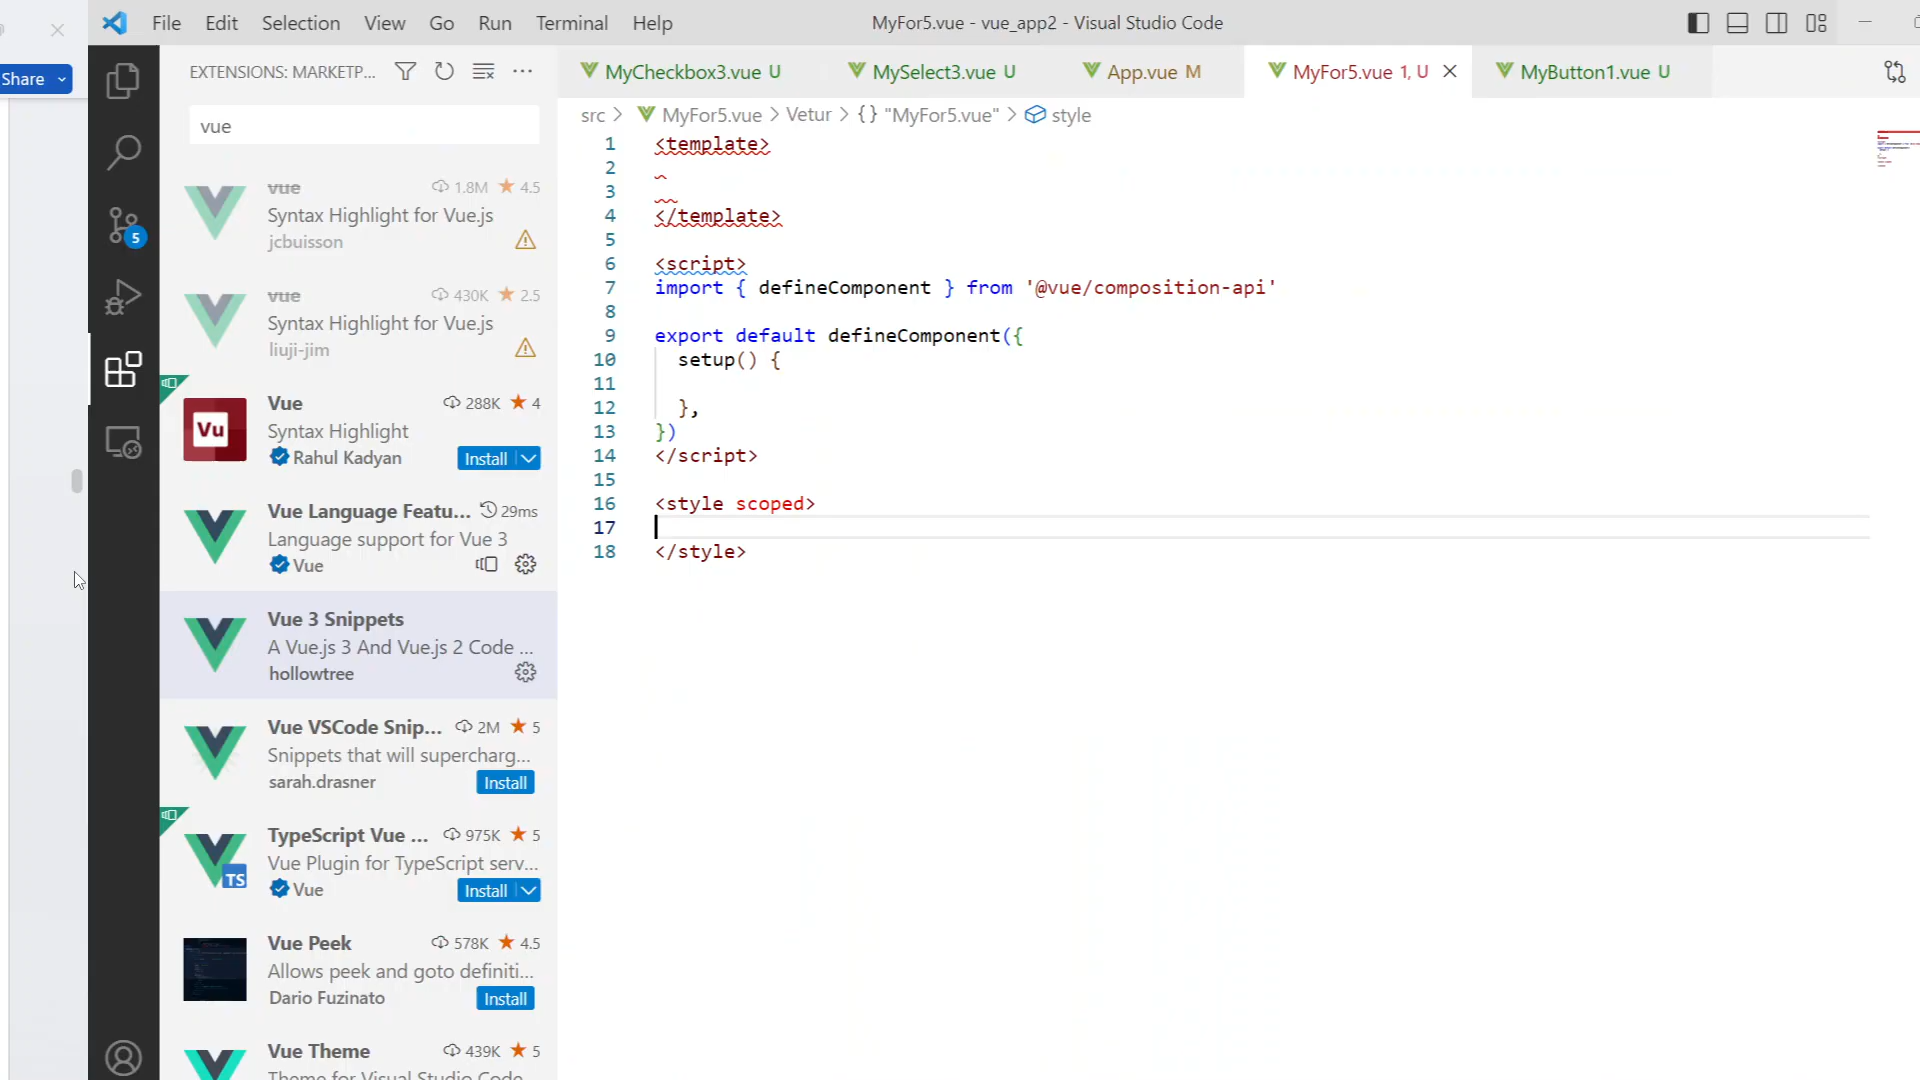 Share
File Edit Selection View Go Run Terminal Help
MyFor5.vue - vue_app2 - Visual Studio Code
EXTENSIONS: MARKETP...
MyCheckbox3.vue U
MySelect3.vue U
App.vue M
MyFor5.vue 1, U
MyButton1.vue U
src > MyFor5.vue > Vetur > {} "MyFor5.vue" > style
vue
vue 1.8M 4.5
Syntax Highlight for Vue.js
jcbuisson
vue 430K 2.5
Syntax Highlight for Vue.js
liuji-jim
Vu
Vue 288K 4
Syntax Highlight
Rahul Kadyan Install
Vue Language Featu... 29ms
Language support for Vue 3
Vue
Vue 3 Snippets
A Vue.js 3 And Vue.js 2 Code ...
hollowtree
Vue VSCode Snip... 2M 5
Snippets that will supercharg...
sarah.drasner Install
TypeScript Vue ... 975K 5
Vue Plugin for TypeScript serv...
TS
Vue Install
Vue Peek 578K 4.5
Allows peek and goto definiti...
Dario Fuzinato Install
Vue Theme 439K 5
Theme for Visual Studio Code
5
1 <template>
2
3
4 </template>
5
6 <script>
7 import { defineComponent } from '@vue/composition-api'
8
9 export default defineComponent({
10 setup() {
11
12 },
13 })
14 </script>
15
16 <style scoped>
17
18 </style>